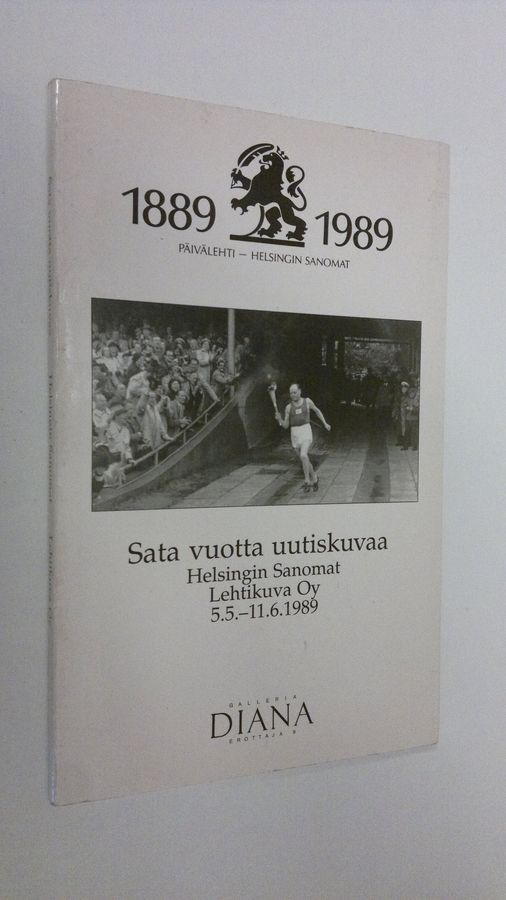 1889 1989
PÄIVÄLEHTI – HELSINGIN SANOMAT
Sata vuotta uutiskuvaa
Helsingin Sanomat
Lehtikuva Oy
5.5.–11.6.1989
GALLERIA
DIANA
EROTTAJA 9